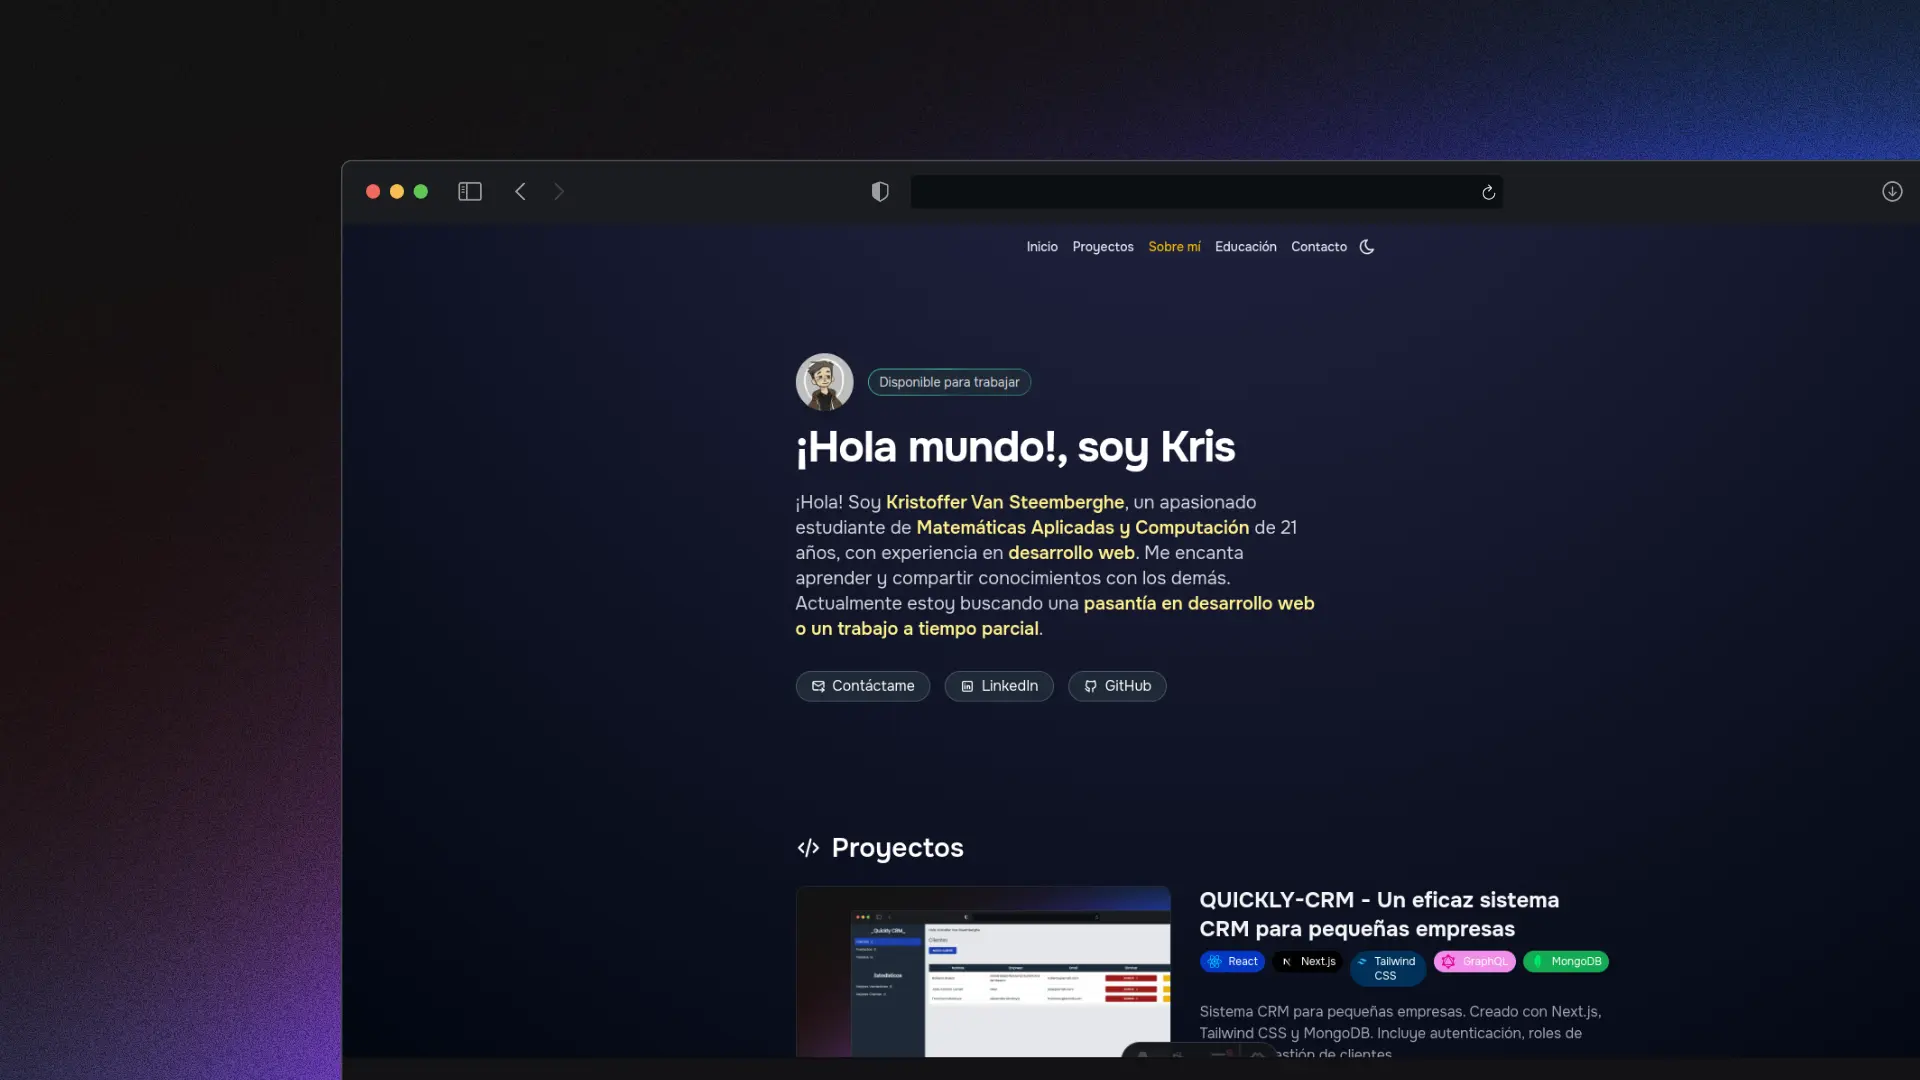 Inicio Proyectos Sobre mí Educación Contacto
Disponible para trabajar
¡Hola mundo!, soy Kris
¡Hola! Soy Kristoffer Van Steemberghe, un apasionado
estudiante de Matemáticas Aplicadas y Computación de 21
años, con experiencia en desarrollo web. Me encanta
aprender y compartir conocimientos con los demás.
Actualmente estoy buscando una pasantía en desarrollo web
o un trabajo a tiempo parcial.
Contáctame LinkedIn GitHub
Proyectos
_Quickly CRM_
Clientes
QUICKLY-CRM - Un eficaz sistema
CRM para pequeñas empresas
React Next.js Tailwind CSS GraphQL MongoDB
Sistema CRM para pequeñas empresas. Creado con Next.js,
Tailwind CSS y MongoDB. Incluye autenticación, roles de
de clientes